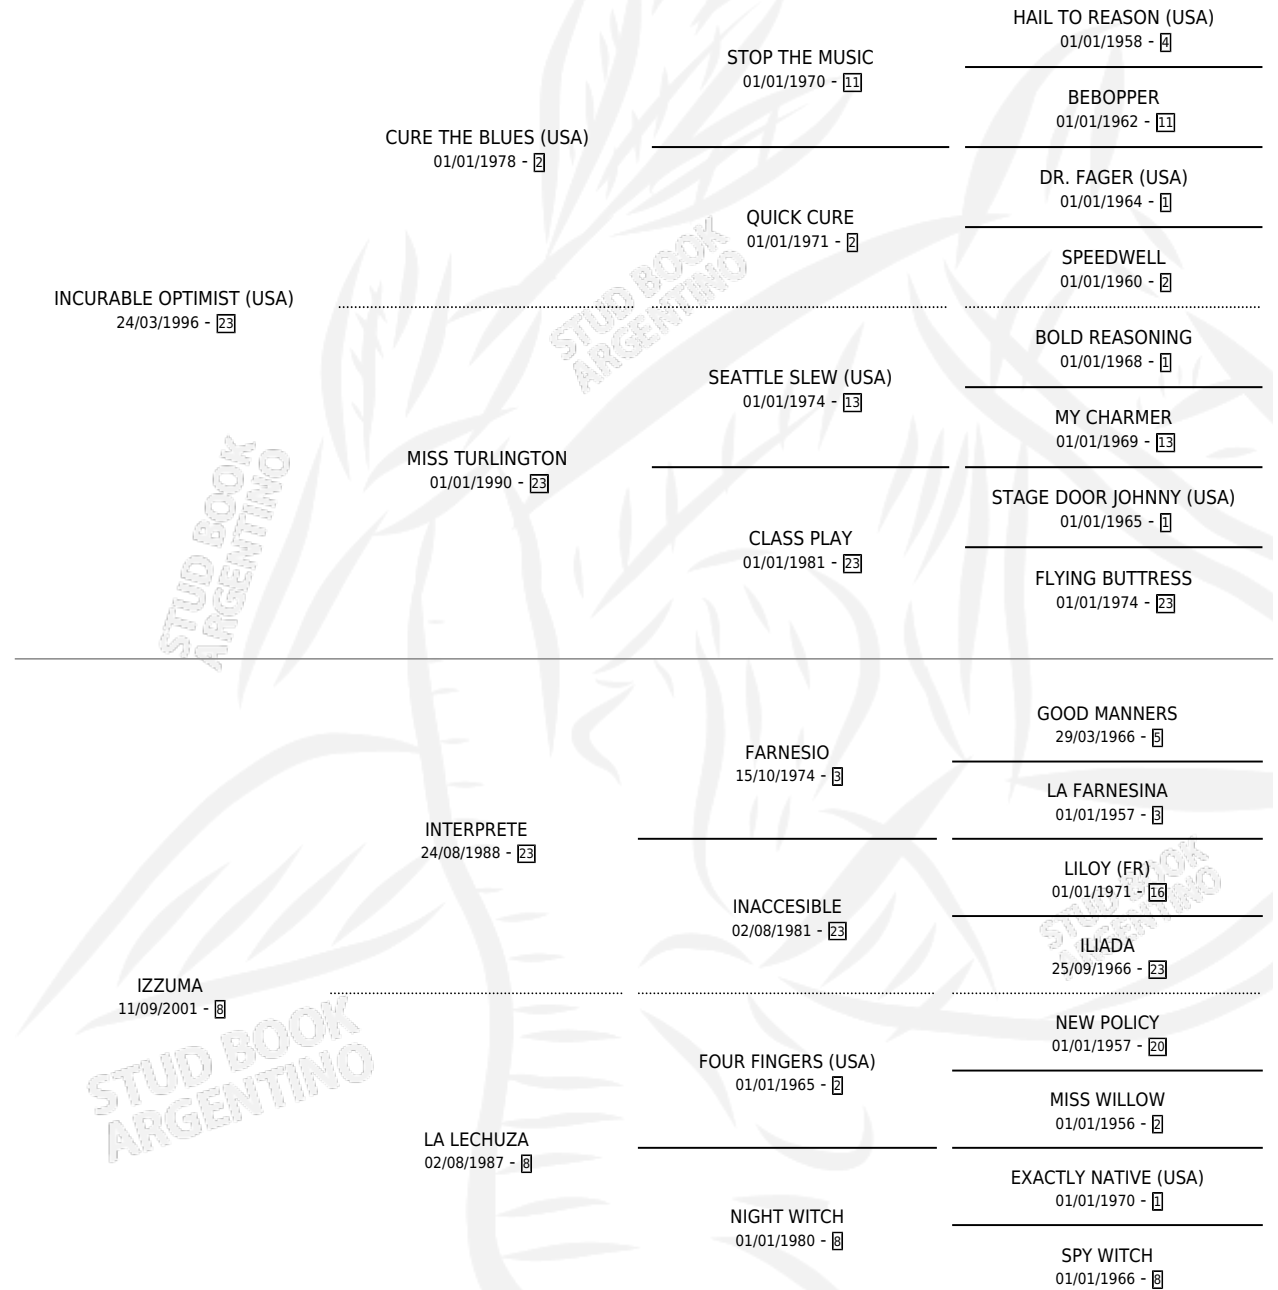 HAIL TO REASON (USA)
01/01/1958 - 4
STOP THE MUSIC
01/01/1970 - 11
BEBOPPER
01/01/1962 - 11
CURE THE BLUES (USA)
01/01/1978 - 2
DR. FAGER (USA)
01/01/1964 - 1
QUICK CURE
01/01/1971 - 2
SPEEDWELL
01/01/1960 - 2
INCURABLE OPTIMIST (USA)
24/03/1996 - 23
BOLD REASONING
01/01/1968 - 1
SEATTLE SLEW (USA)
01/01/1974 - 13
MY CHARMER
01/01/1969 - 13
MISS TURLINGTON
01/01/1990 - 23
STAGE DOOR JOHNNY (USA)
01/01/1965 - 1
CLASS PLAY
01/01/1981 - 23
FLYING BUTTRESS
01/01/1974 - 23
GOOD MANNERS
29/03/1966 - 5
FARNESIO
15/10/1974 - 3
LA FARNESINA
01/01/1957 - 3
INTERPRETE
24/08/1988 - 23
LILOY (FR)
01/01/1971 - 16
INACCESIBLE
02/08/1981 - 23
ILIADA
25/09/1966 - 23
IZZUMA
11/09/2001 - 8
NEW POLICY
01/01/1957 - 20
FOUR FINGERS (USA)
01/01/1965 - 2
MISS WILLOW
01/01/1956 - 2
LA LECHUZA
02/08/1987 - 8
EXACTLY NATIVE (USA)
01/01/1970 - 1
NIGHT WITCH
01/01/1980 - 8
SPY WITCH
01/01/1966 - 8
STUD BOOK
ARGENTINO
STUD BOOK
ARGENTINO
STUD BOOK
ARGENTINO
STUD BOOK
ARGENTINO